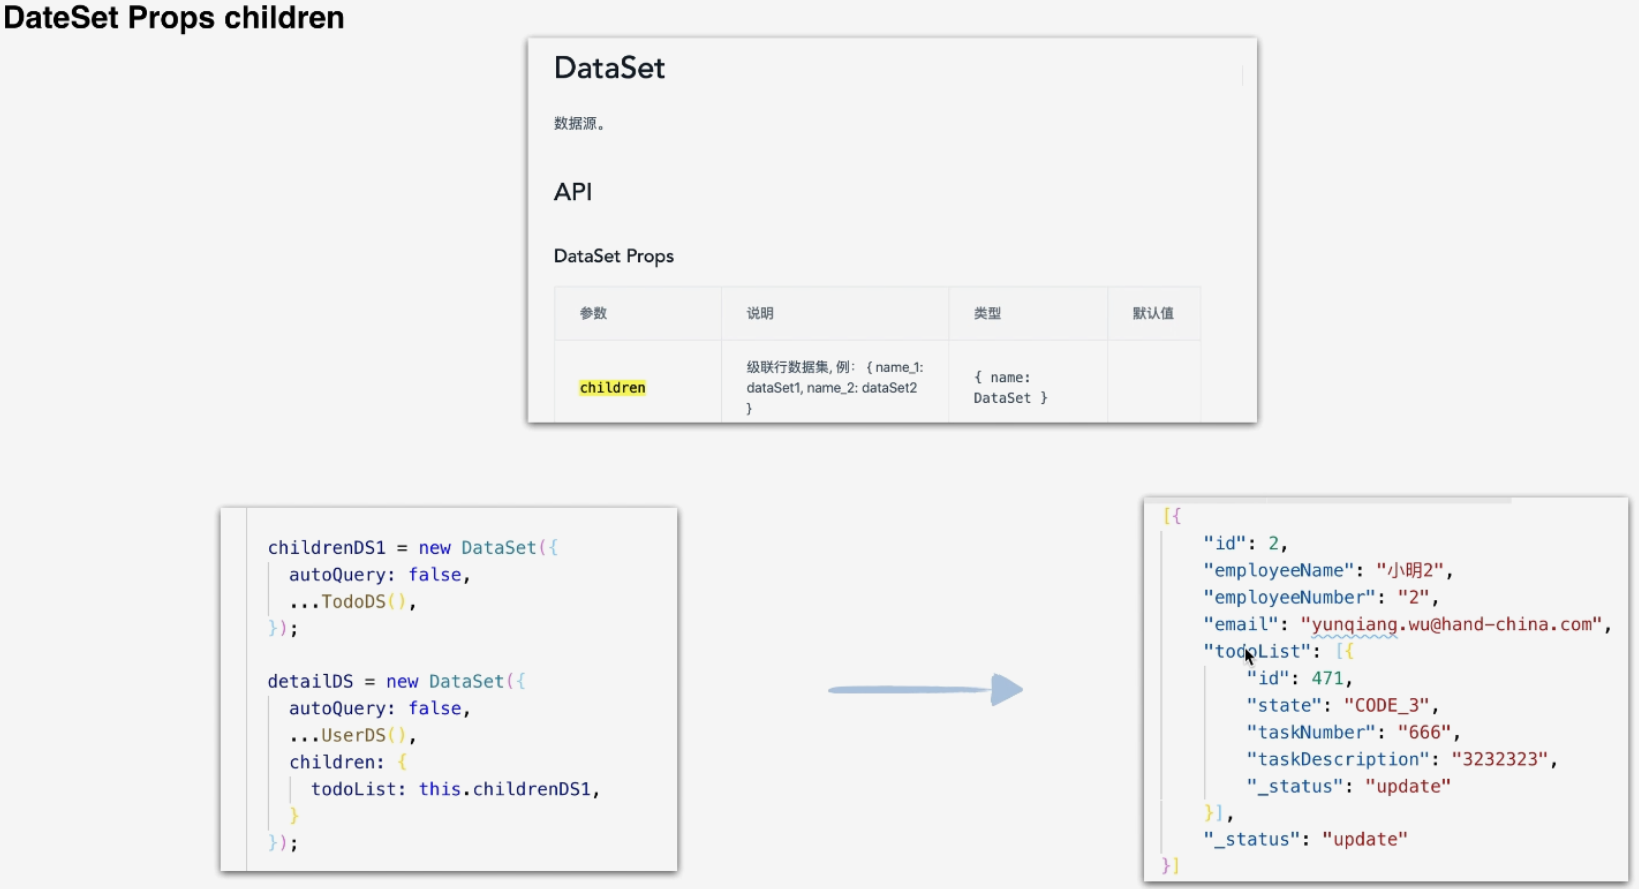 DateSet Props children
DataSet
数据源。
API
DataSet Props
参数 说明 类型 默认值
children
级联行数据集, 例： { name_1:
dataSet1, name_2: dataSet2
}
{ name:
DataSet }
childrenDS1 = new DataSet({
autoQuery: false,
...TodoDS(),
});
detailDS = new DataSet({
autoQuery: false,
...UserDS(),
children: {
todoList: this.childrenDS1,
}
});
[{
"id": 2,
"employeeName": "小明2",
"employeeNumber": "2",
"email": "yunqiang.wu@hand-china.com",
"todoList": [{
"id": 471,
"state": "CODE_3",
"taskNumber": "666",
"taskDescription": "3232323",
"_status": "update"
}],
"_status": "update"
}]